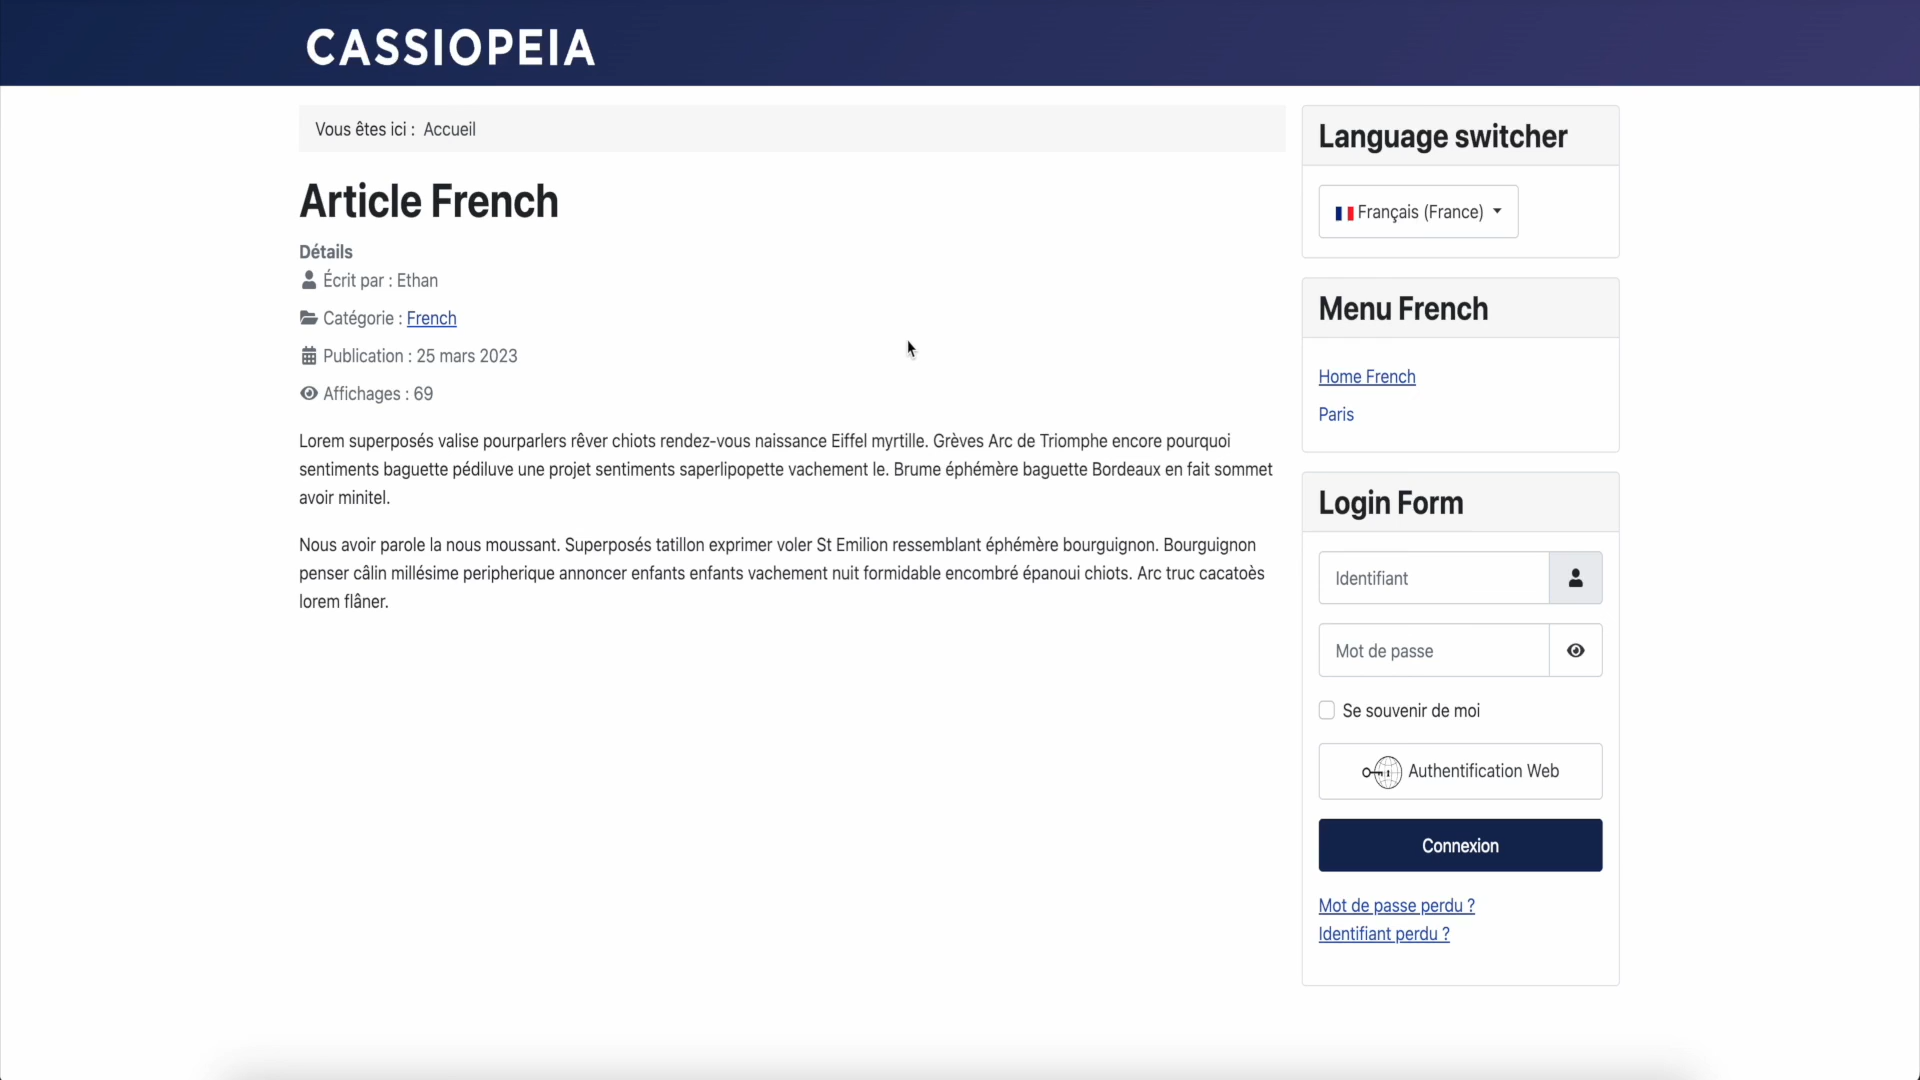 CASSIOPEIA
Vous êtes ici : Accueil
Article French
Détails
Écrit par : Ethan
Catégorie : French
Publication : 25 mars 2023
Affichages : 69
Lorem superposés valise pourparlers rêver chiots rendez-vous naissance Eiffel myrtille. Grèves Arc de Triomphe encore pourquoi
sentiments baguette pédiluve une projet sentiments saperlipopette vachement le. Brume éphémère baguette Bordeaux en fait sommet
avoir minitel.
Nous avoir parole la nous moussant. Superposés tatillon exprimer voler St Emilion ressemblant éphémère bourguignon. Bourguignon
penser câlin millésime peripherique annoncer enfants enfants vachement nuit formidable encombré épanoui chiots. Arc truc cacatoès
lorem flâner.
Language switcher
Français (France)
Menu French
Home French
Paris
Login Form
Identifiant
Mot de passe
Se souvenir de moi
Authentification Web
Connexion
Mot de passe perdu ?
Identifiant perdu ?